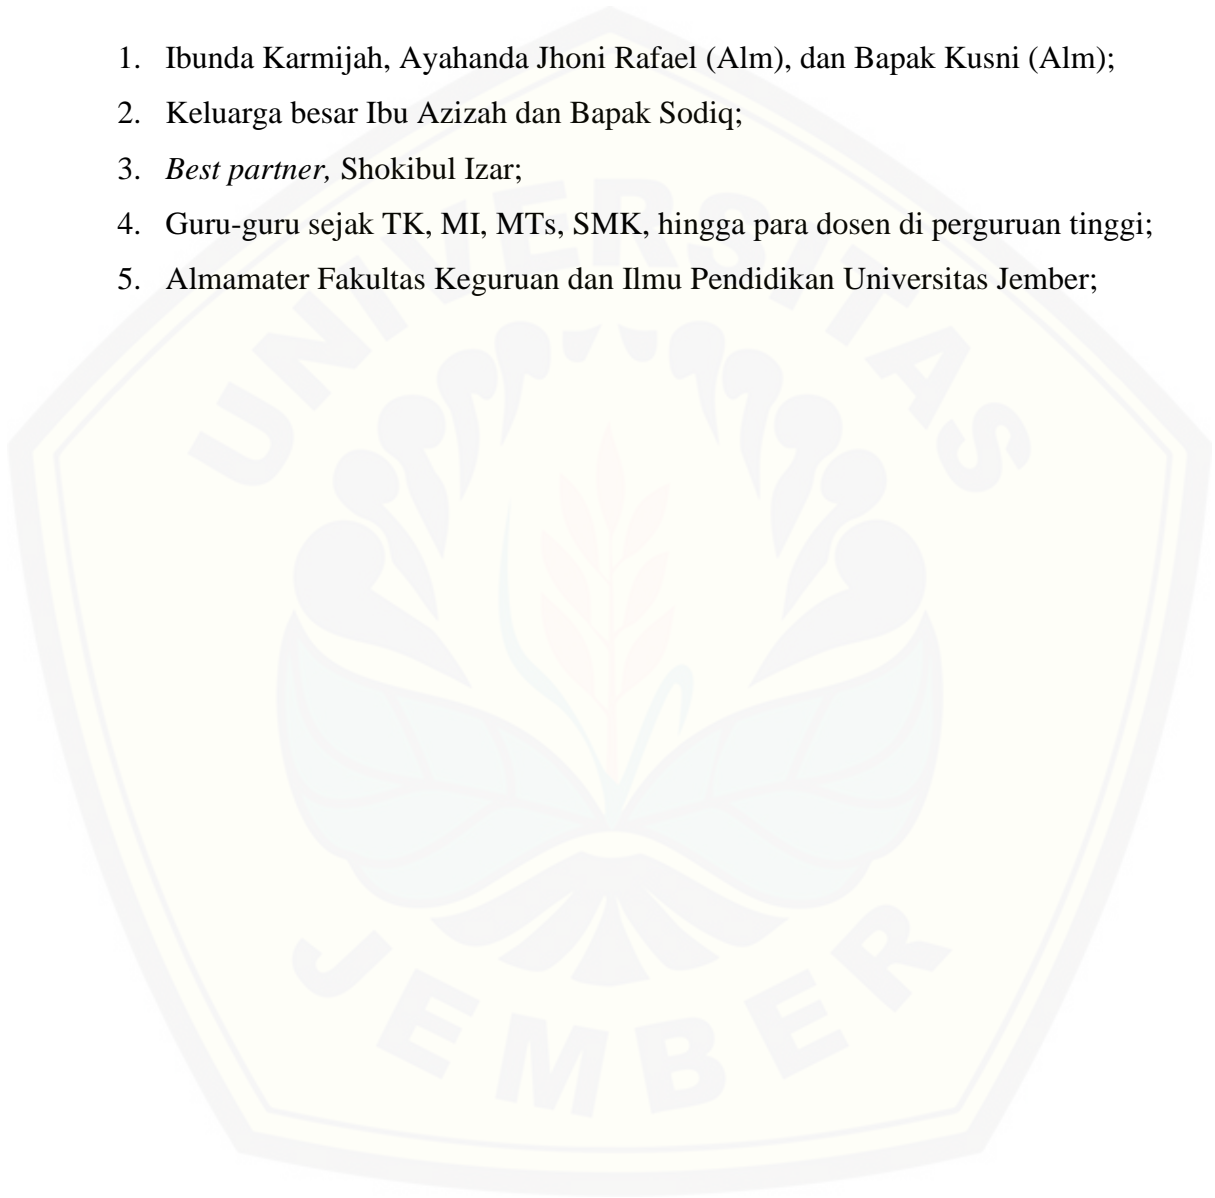 1. Ibunda Karmijah, Ayahanda Jhoni Rafael (Alm), dan Bapak Kusni (Alm);
2. Keluarga besar Ibu Azizah dan Bapak Sodiq;
3. Best partner, Shokibul Izar;
4. Guru-guru sejak TK, MI, MTs, SMK, hingga para dosen di perguruan tinggi;
5. Almamater Fakultas Keguruan dan Ilmu Pendidikan Universitas Jember;
UNIVERSITAS
JEMBER